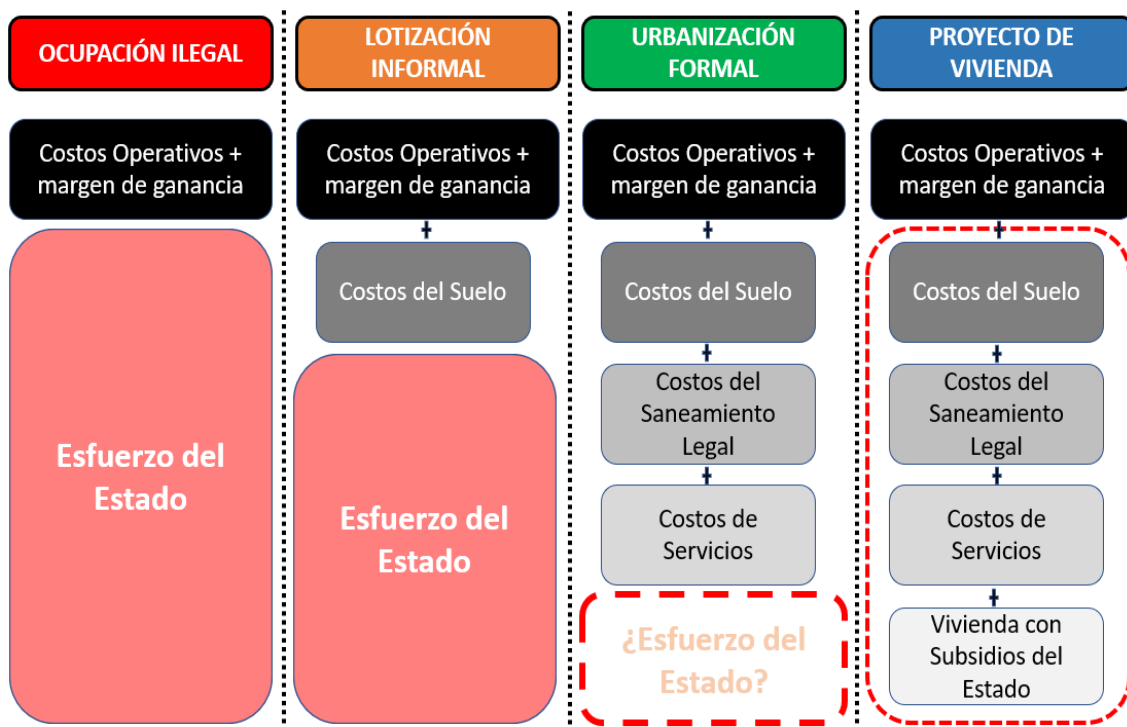 OCUPACIÓN ILEGAL
Costos Operativos +
margen de ganancia
Esfuerzo del
Estado
LOTIZACIÓN
INFORMAL
Costos Operativos +
margen de ganancia
+
Costos del Suelo
Esfuerzo del
Estado
URBANIZACIÓN
FORMAL
Costos Operativos +
margen de ganancia
+
Costos del Suelo
+
Costos del
Saneamiento
Legal
+
Costos de
Servicios
¿Esfuerzo del
Estado?
PROYECTO DE
VIVIENDA
Costos Operativos +
margen de ganancia
+
Costos del Suelo
+
Costos del
Saneamiento
Legal
+
Costos de
Servicios
+
Vivienda con
Subsidios del
Estado